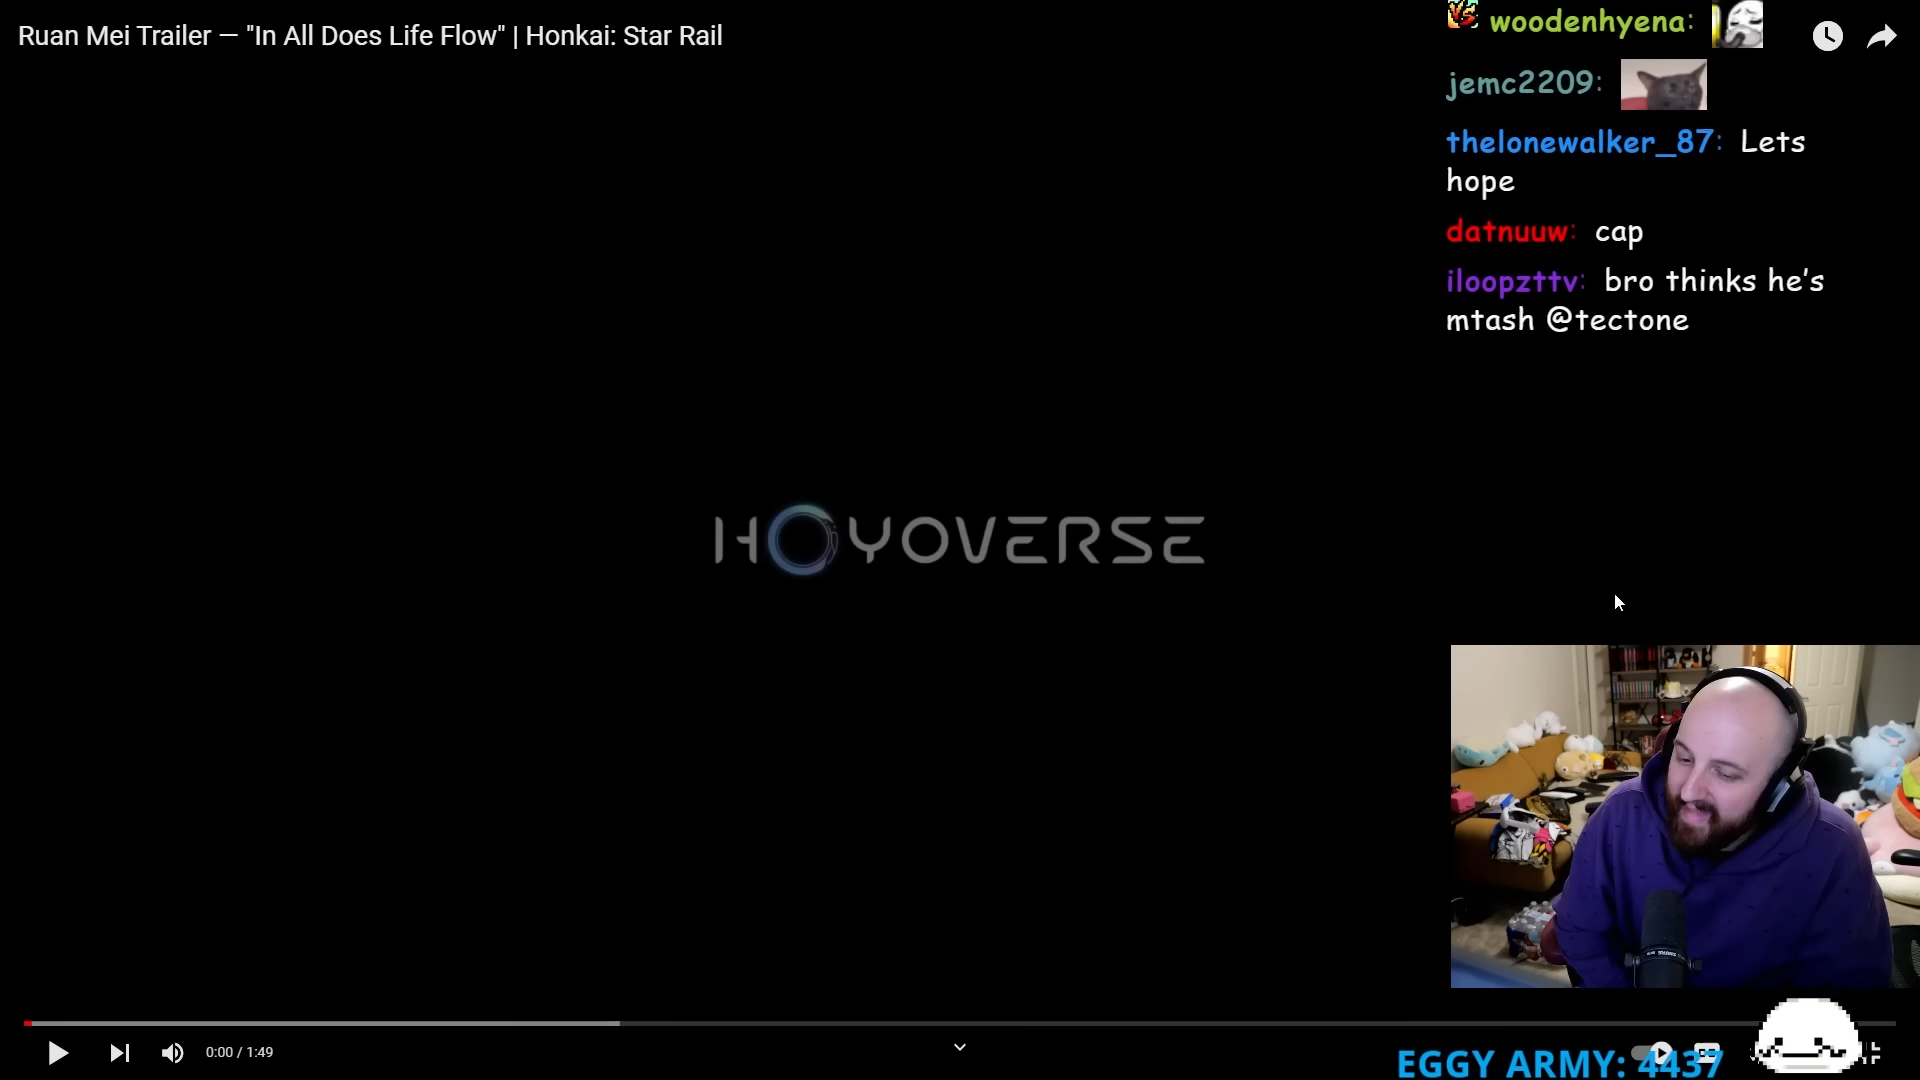 Ruan Mei Trailer — "In All Does Life Flow" | Honkai: Star Rail
woodenhyena:
jemc2209:
thelonewalker_87: Lets
hope
datnuuw: cap
iloopzttv: bro thinks he's
mtash @tectone
HOYOVERSE
0:00 / 1:49
EGGY ARMY: 4437